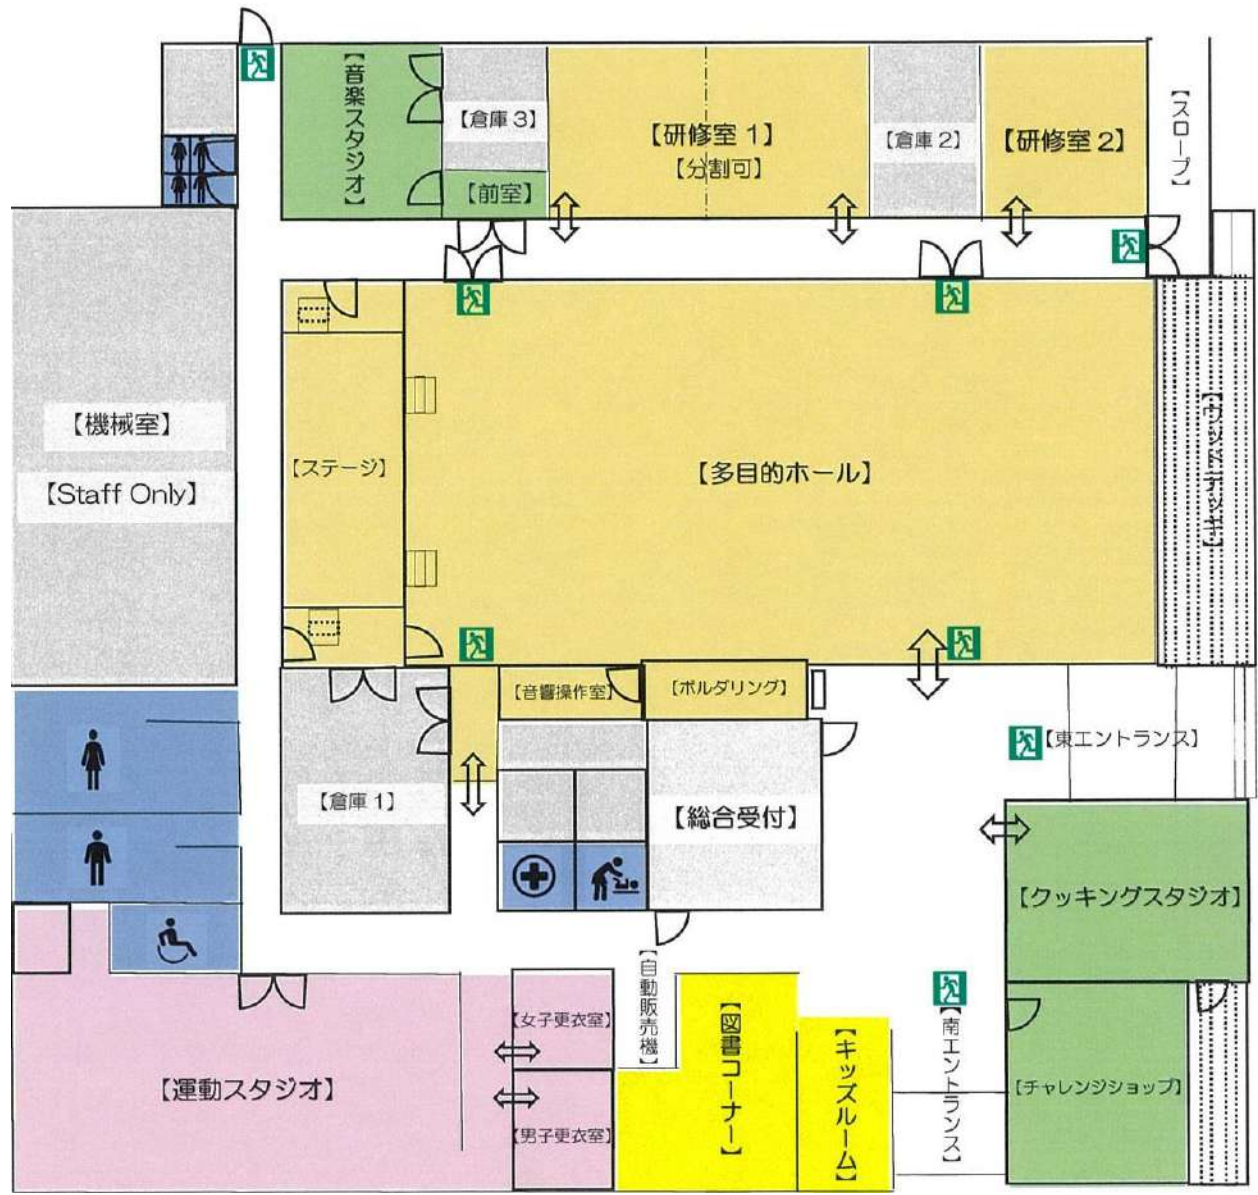 【音楽スタジオ】
【倉庫3】
【前室】
【研修室1】
【分割可】
【倉庫2】
【研修室2】
【スロープ】
【機械室】
【Staff Only】
【ステージ】
【多目的ホール】
【ウッドデッキ】
【音響操作室】
【ボルダリング】
【東エントランス】
【倉庫1】
【総合受付】
【クッキングスタジオ】
【自動販売機】
【女子更衣室】
【運動スタジオ】
【男子更衣室】
【図書コーナー】
【キッズルーム】
【南エントランス】
【チャレンジショップ】